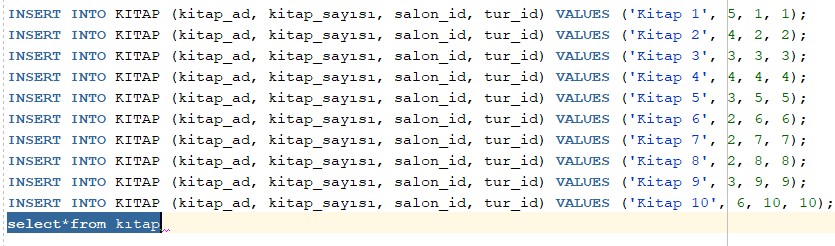 INSERT INTO KITAP (kitap_ad, kitap_sayısı, salon_id, tur_id) VALUES ('Kitap 1', 5, 1, 1);
INSERT INTO KITAP (kitap_ad, kitap_sayısı, salon_id, tur_id) VALUES ('Kitap 2', 4, 2, 2);
INSERT INTO KITAP (kitap_ad, kitap_sayısı, salon_id, tur_id) VALUES ('Kitap 3', 3, 3, 3);
INSERT INTO KITAP (kitap_ad, kitap_sayısı, salon_id, tur_id) VALUES ('Kitap 4', 4, 4, 4);
INSERT INTO KITAP (kitap_ad, kitap_sayısı, salon_id, tur_id) VALUES ('Kitap 5', 3, 5, 5);
INSERT INTO KITAP (kitap_ad, kitap_sayısı, salon_id, tur_id) VALUES ('Kitap 6', 2, 6, 6);
INSERT INTO KITAP (kitap_ad, kitap_sayısı, salon_id, tur_id) VALUES ('Kitap 7', 2, 7, 7);
INSERT INTO KITAP (kitap_ad, kitap_sayısı, salon_id, tur_id) VALUES ('Kitap 8', 2, 8, 8);
INSERT INTO KITAP (kitap_ad, kitap_sayısı, salon_id, tur_id) VALUES ('Kitap 9', 3, 9, 9);
INSERT INTO KITAP (kitap_ad, kitap_sayısı, salon_id, tur_id) VALUES ('Kitap 10', 6, 10, 10);
select*from kıtap